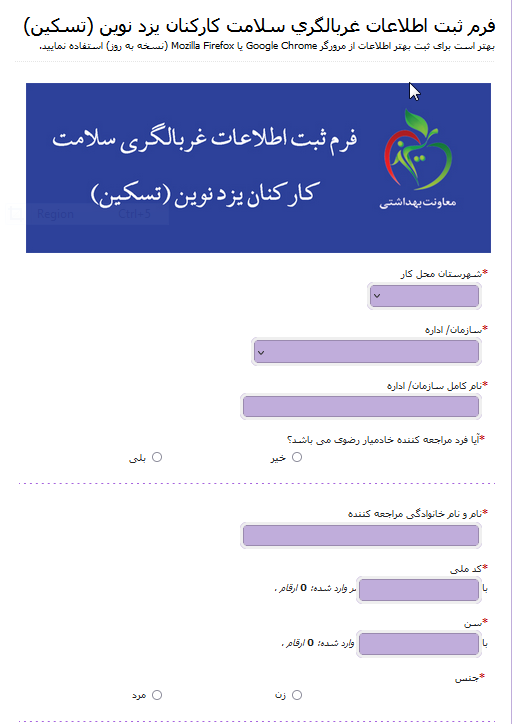 فرم ثبت اطلاعات غربالگري سلامت کارکنان یزد نوین (تسکین)
بهتر است برای ثبت بهتر اطلاعات از مرورگر Google Chrome یا Mozilla Firefox (نسخه به روز) استفاده نمایید.
فرم ثبت اطلاعات غربالگری سلامت
کارکنان یزد نوین (تسکین)
معاونت بهداشتی
Region Ctrl+S
*شهرستان محل کار
*سازمان/ اداره
*نام کامل سازمان/ اداره
*آیا فرد مراجعه کننده خادمیار رضوی می باشد؟
خیر
بلی
*نام و نام خانوادگی مراجعه کننده
*کد ملی
با
ر وارد شده؛ 0 ارقام .
*سن
با
وارد شده؛ 0 ارقام .
*جنس
زن
مرد